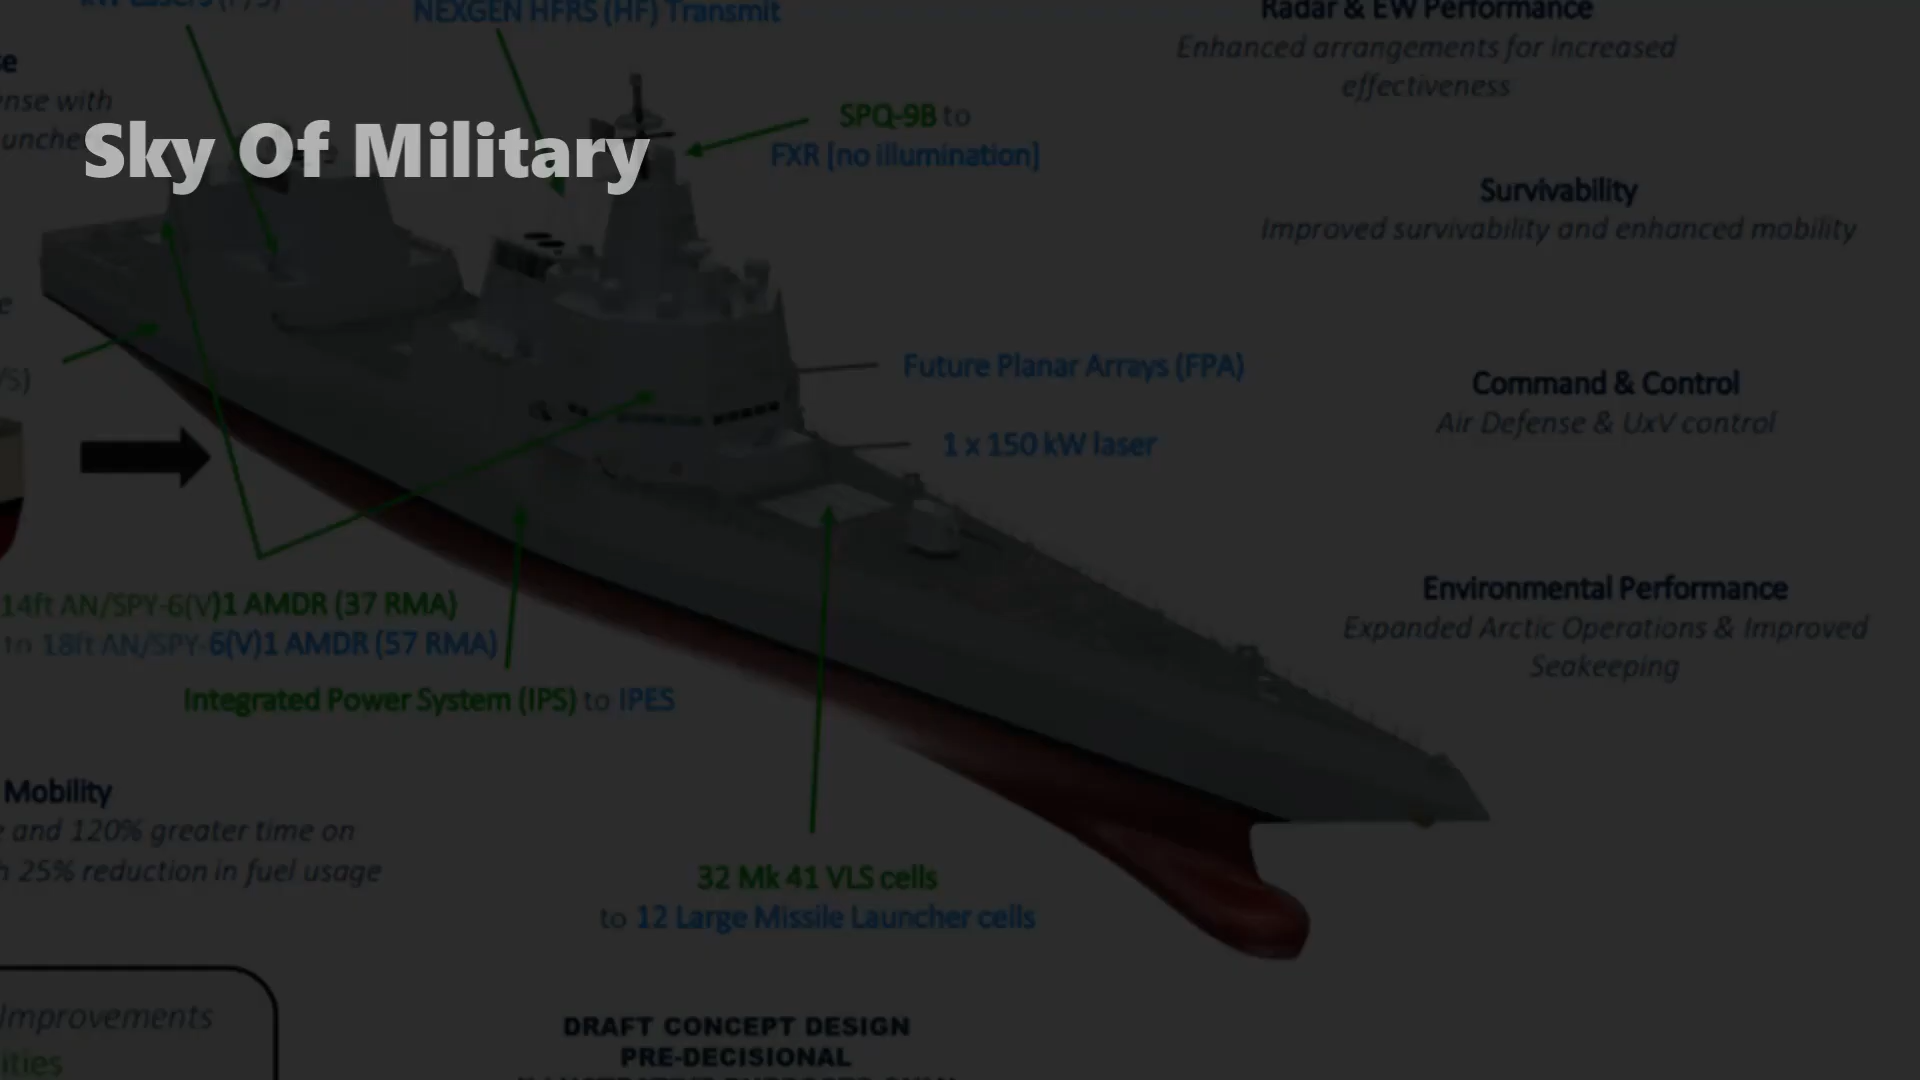 NEXGEN HFRS (HF) Transmit
Radar & EW Performance
Enhanced arrangements for increased
effectiveness
Sky Of Military
SPQ-9B to
FXR [no illumination]
Survivability
Improved survivability and enhanced mobility
Future Planar Arrays (FPA)
Command & Control
Air Defense & UxV control
1 x 150 kW laser
Environmental Performance
Expanded Arctic Operations & Improved
Seakeeping
14ft AN/SPY-6(V)1 AMDR (37 RMA)
to 18ft AN/SPY-6(V)1 AMDR (57 RMA)
Integrated Power System (IPS) to IPES
Mobility
and 120% greater time on
25% reduction in fuel usage
32 Mk 41 VLS cells
to 12 Large Missile Launcher cells
Improvements
DRAFT CONCEPT DESIGN
PRE-DECISIONAL